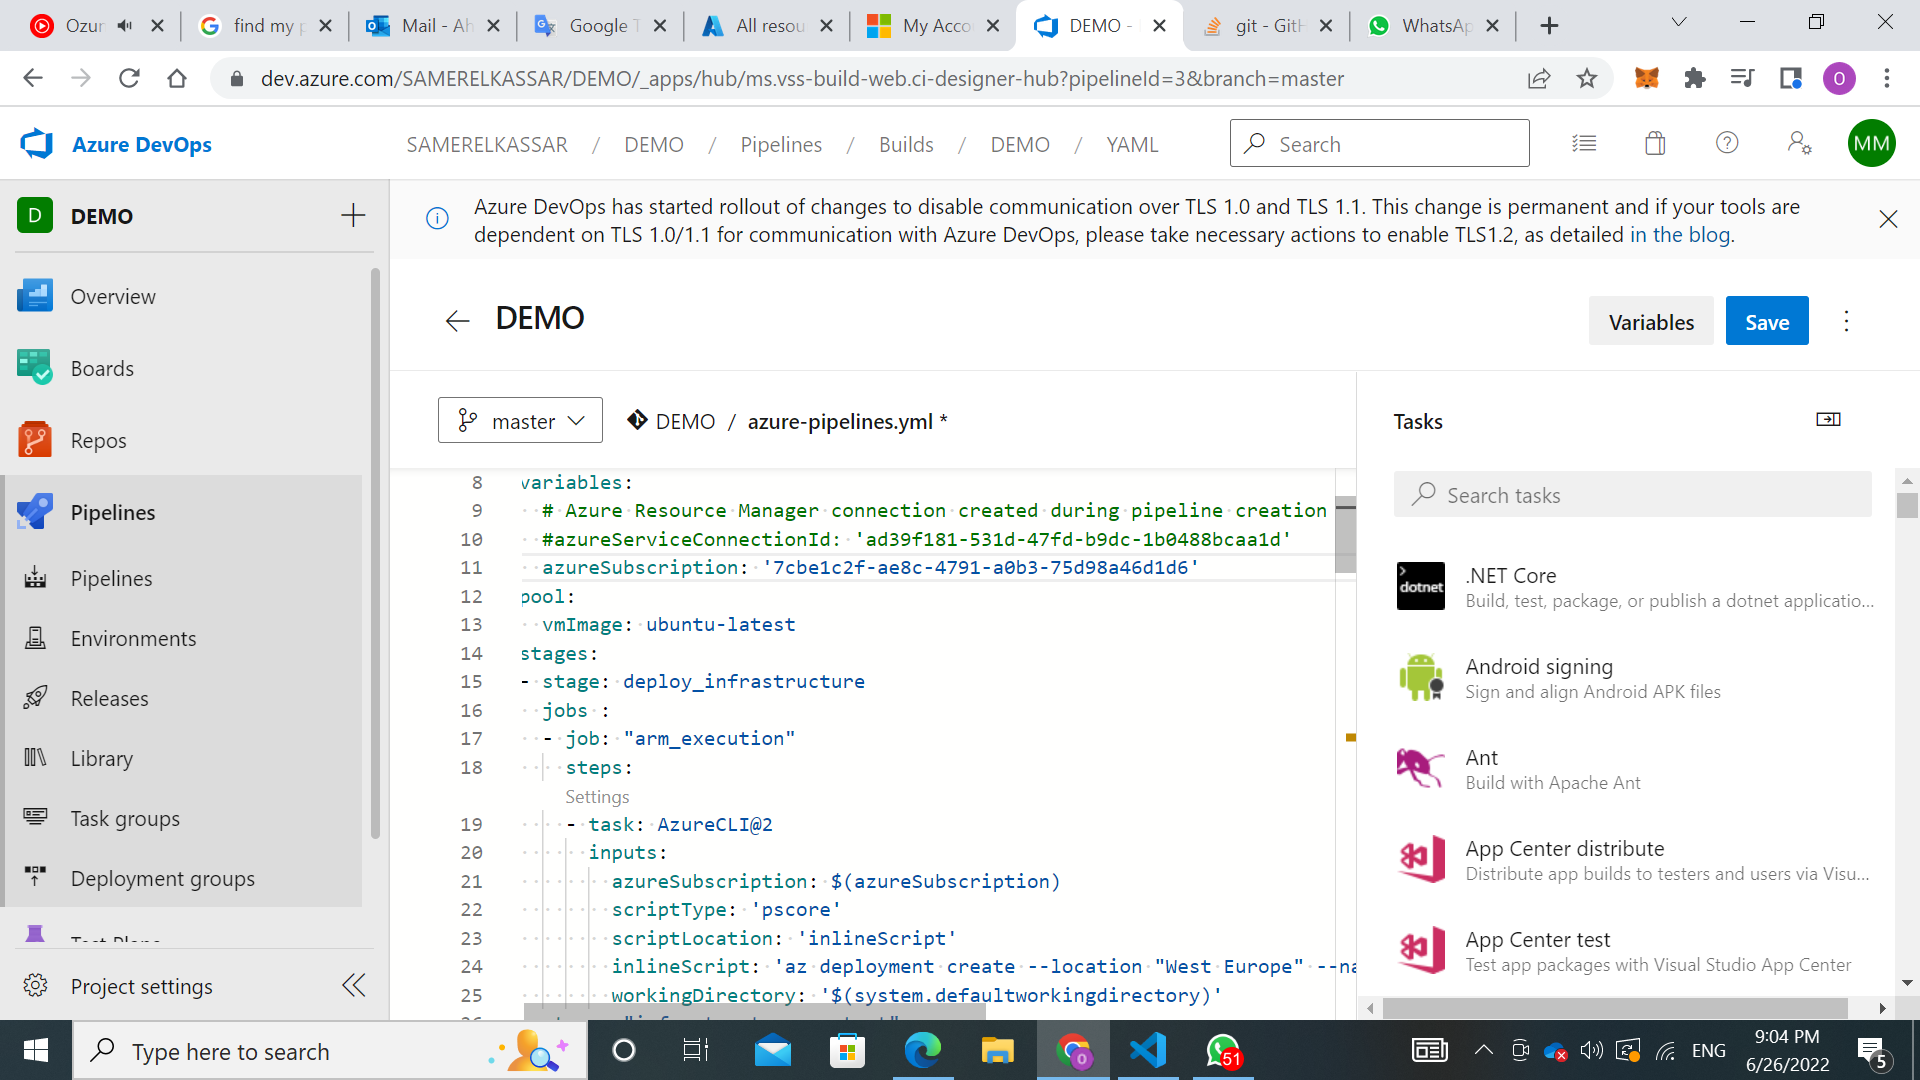 Ozur
find my p
Mail - Ah
Google T
All resou
My Acco
DEMO -
git - GitH
WhatsAp
dev.azure.com/SAMERELKASSAR/DEMO/_apps/hub/ms.vss-build-web.ci-designer-hub?pipelineId=3&branch=master
O
Azure DevOps
SAMERELKASSAR / DEMO / Pipelines / Builds / DEMO / YAML
Search
MM
D DEMO
Azure DevOps has started rollout of changes to disable communication over TLS 1.0 and TLS 1.1. This change is permanent and if your tools are
dependent on TLS 1.0/1.1 for communication with Azure DevOps, please take necessary actions to enable TLS1.2, as detailed in the blog.
Overview
Boards
Repos
Pipelines
Pipelines
Environments
Releases
Library
Task groups
Deployment groups
Test Plans
Project settings
DEMO
Variables
Save
master
DEMO / azure-pipelines.yml *
8 variables:
9 # Azure Resource Manager connection created during pipeline creation
10 #azureServiceConnectionId: 'ad39f181-531d-47fd-b9dc-1b0488bcaa1d'
11 azureSubscription: '7cbe1c2f-ae8c-4791-a0b3-75d98a46d1d6'
12 pool:
13 vmImage: ubuntu-latest
14 stages:
15 - stage: deploy_infrastructure
16 jobs :
17 - job: "arm_execution"
18 steps:
Settings
19 - task: AzureCLI@2
20 inputs:
21 azureSubscription: $(azureSubscription)
22 scriptType: 'pscore'
23 scriptLocation: 'inlineScript'
24 inlineScript: 'az deployment create --location "West Europe" --na
25 workingDirectory: '$(system.defaultworkingdirectory)'
Tasks
Search tasks
dotnet
.NET Core
Build, test, package, or publish a dotnet applicatio...
Android signing
Sign and align Android APK files
Ant
Build with Apache Ant
App Center distribute
Distribute app builds to testers and users via Visu...
App Center test
Test app packages with Visual Studio App Center
Type here to search
O
51
ENG
9:04 PM
6/26/2022
5